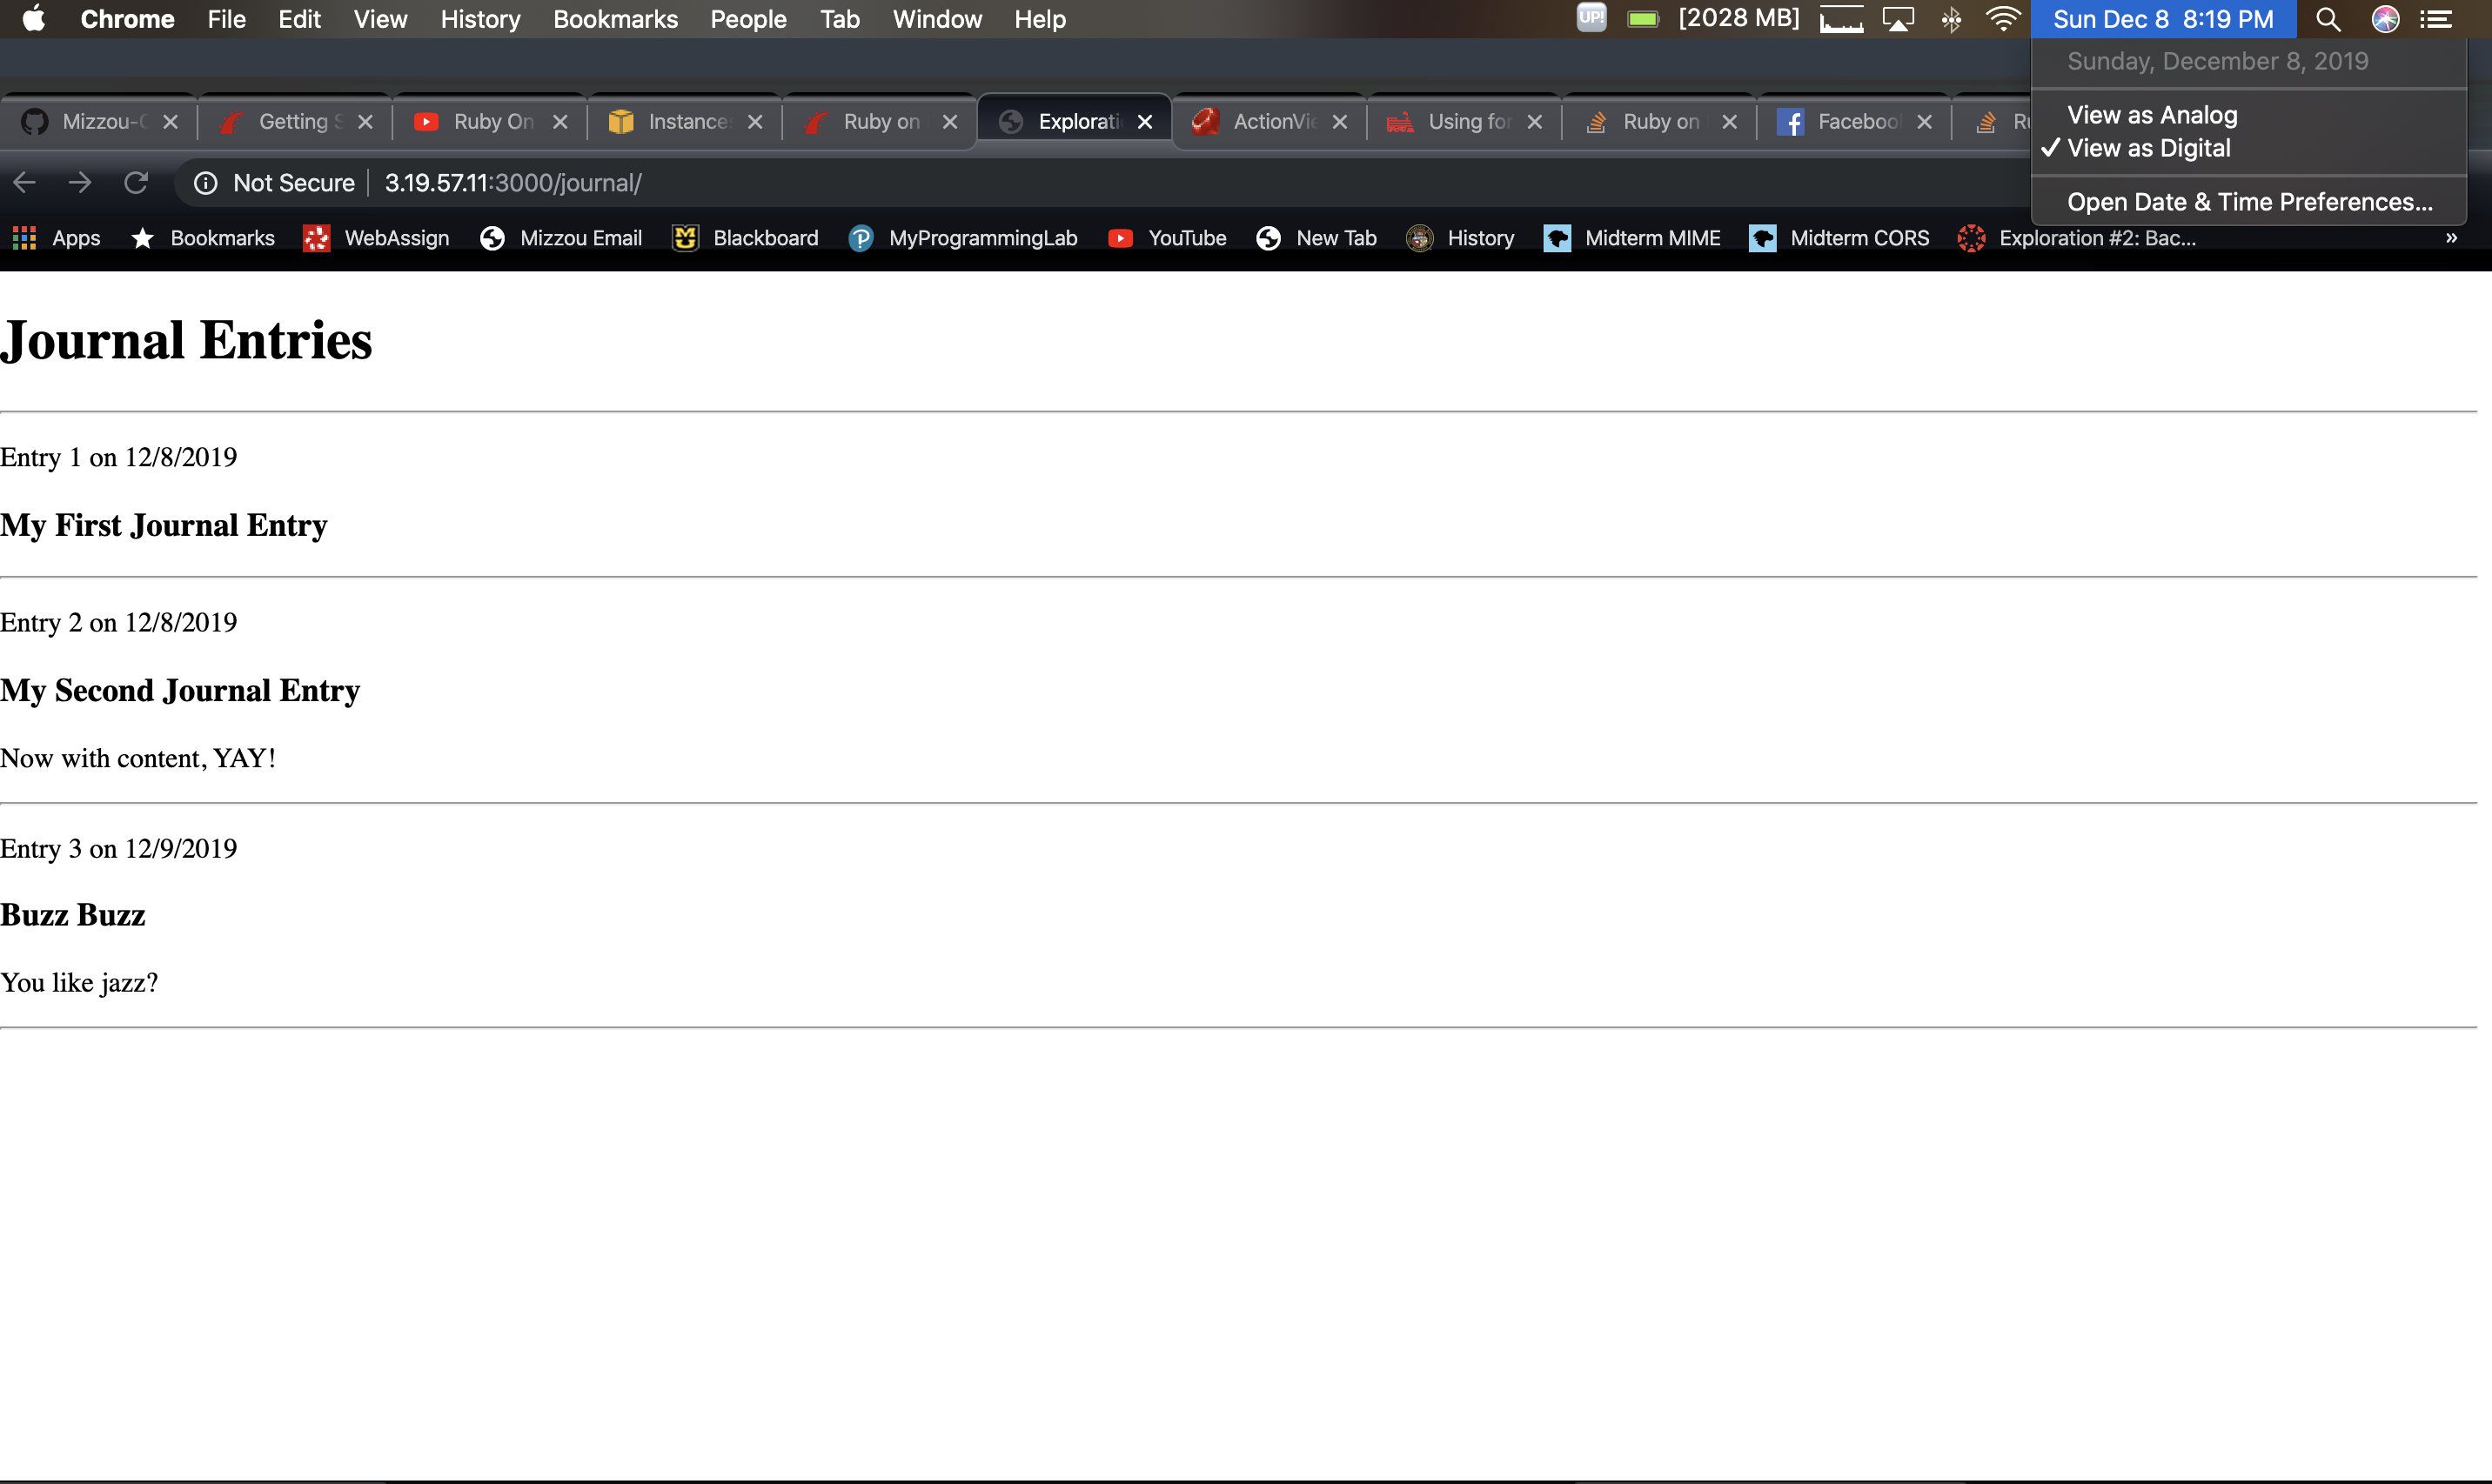 Chrome File Edit View History Bookmarks People Tab Window Help UP! [2028 MB] Sun Dec 8 8:19 PM
Sunday, December 8, 2019
View as Analog
✓ View as Digital
Open Date & Time Preferences...
Mizzou- Getting Ruby On Instance Ruby on Explorati ActionVie Using for Ruby on Facebook Ru
Not Secure | 3.19.57.11:3000/journal/
Apps Bookmarks WebAssign Mizzou Email Blackboard MyProgrammingLab YouTube New Tab History Midterm MIME Midterm CORS Exploration #2: Bac... »
Journal Entries
Entry 1 on 12/8/2019
My First Journal Entry
Entry 2 on 12/8/2019
My Second Journal Entry
Now with content, YAY!
Entry 3 on 12/9/2019
Buzz Buzz
You like jazz?